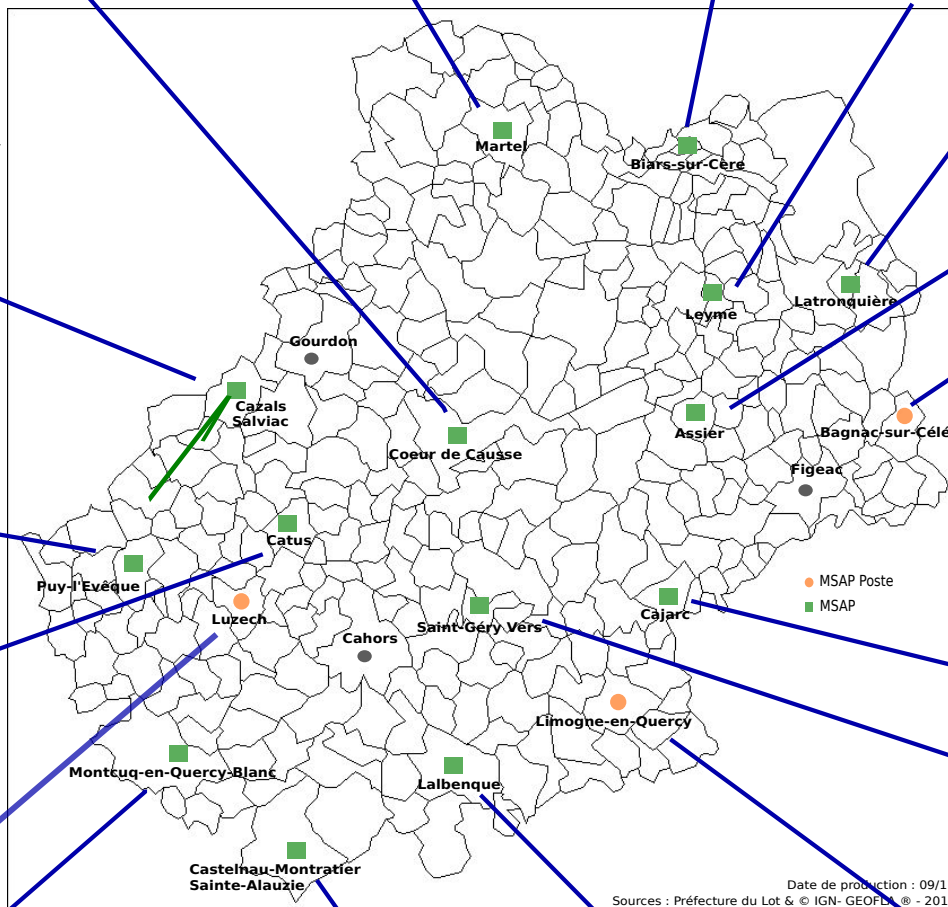 Martel
Biars-sur-Cère
Leyme
Latronquière
Gourdon
Cazals
Salviac
Coeur de Causse
Assier
Bagnac-sur-Célé
Figeac
Catus
Puy-l'Evêque
Luzech
Cahors
Saint-Géry Vers
Cajarc
MSAP Poste
MSAP
Limogne-en-Quercy
Montcuq-en-Quercy-Blanc
Lalbenque
Castelnau-Montratier
Sainte-Alauzie
Date de production : 09/1
Sources : Préfecture du Lot & © IGN- GEOFLA ® - 201